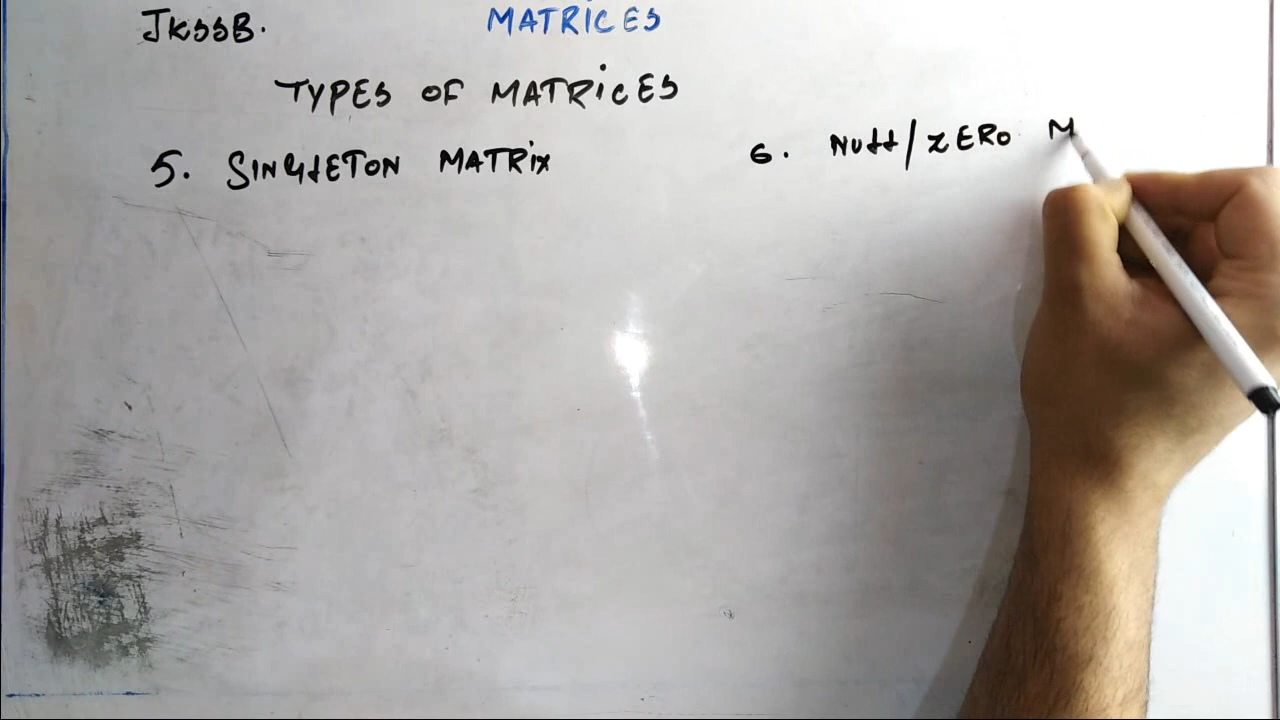 JKSSB. MATRICES
TYPES OF MATRICES
5. SINGLETON MATRIX
6. NULL/ZERO M